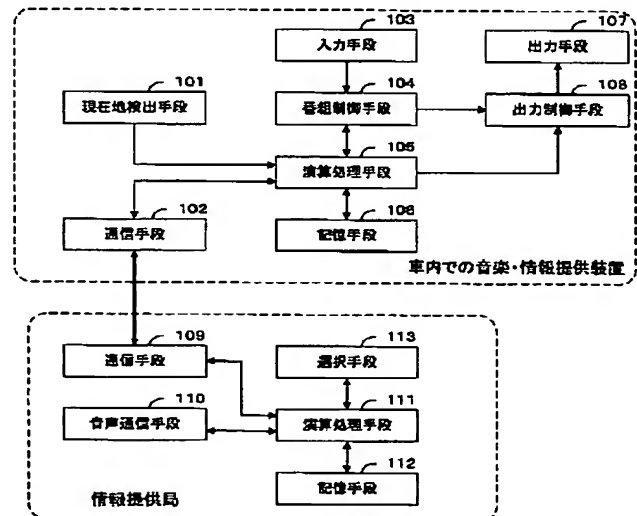 103
入力手段
107
出力手段
101
現在地検出手段
104
番組制御手段
108
出力制御手段
105
演算処理手段
102
通信手段
106
記憶手段
車内での音楽・情報提供装置
109
通信手段
113
選択手段
110
音声通信手段
111
演算処理手段
112
記憶手段
情報提供局